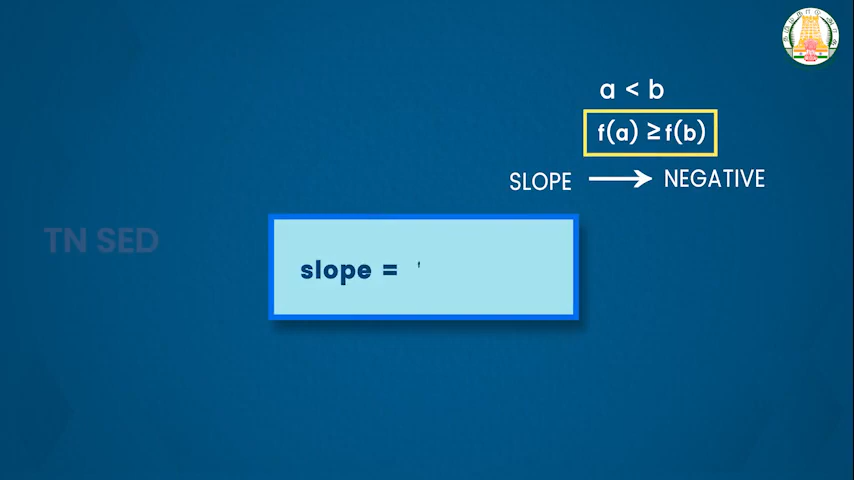 a < b
f(a) ≥ f(b)
SLOPE → NEGATIVE
TN SED
slope = f